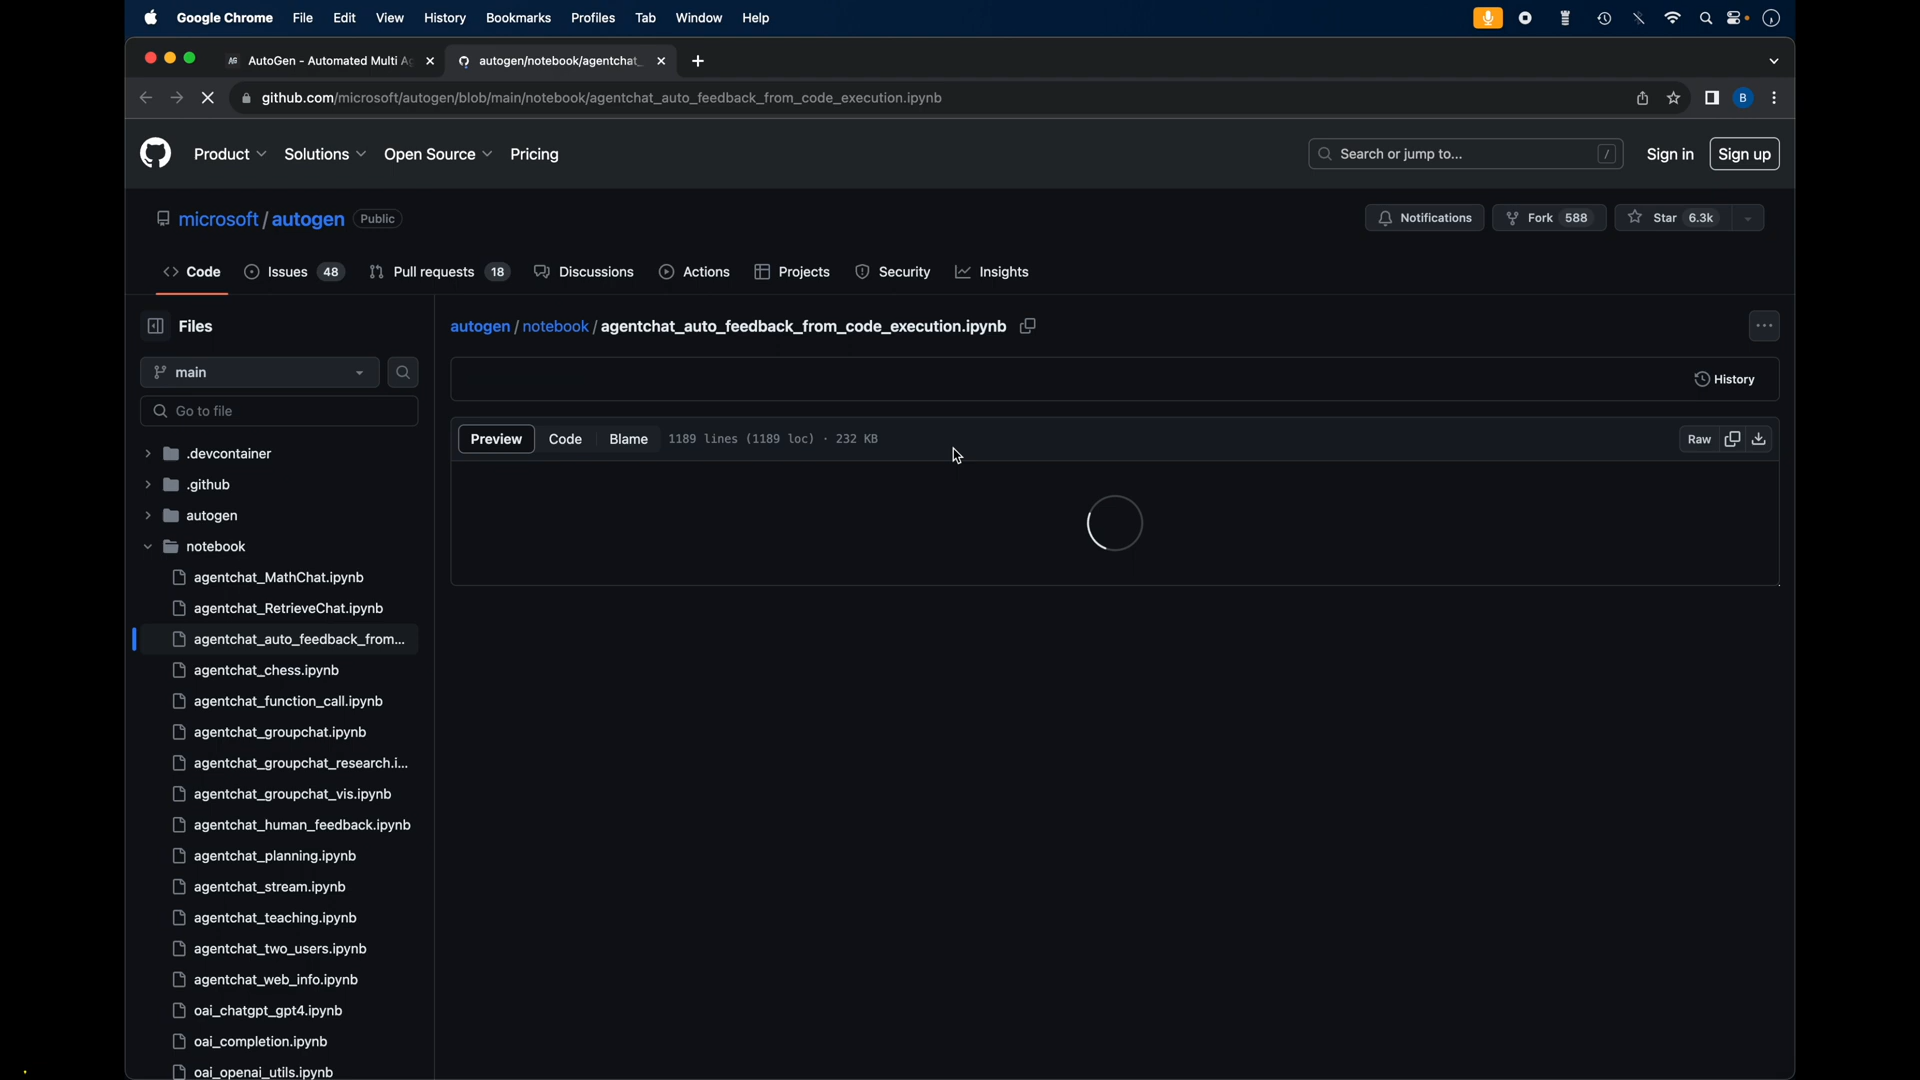 Google Chrome File Edit View History Bookmarks Profiles Tab Window Help
AutoGen - Automated Multi
autogen/notebook/agentchat_
github.com/microsoft/autogen/blob/main/notebook/agentchat_auto_feedback_from_code_execution.ipynb
B
Product Solutions Open Source Pricing
Search or jump to... /
Sign in Sign up
microsoft / autogen Public
Notifications Fork 588 Star 6.3k
Code Issues 48 Pull requests 18 Discussions Actions Projects Security Insights
Files
main
Go to file
.devcontainer
.github
autogen
notebook
agentchat_MathChat.ipynb
agentchat_RetrieveChat.ipynb
agentchat_auto_feedback_from...
agentchat_chess.ipynb
agentchat_function_call.ipynb
agentchat_groupchat.ipynb
agentchat_groupchat_research.i...
agentchat_groupchat_vis.ipynb
agentchat_human_feedback.ipynb
agentchat_planning.ipynb
agentchat_stream.ipynb
agentchat_teaching.ipynb
agentchat_two_users.ipynb
agentchat_web_info.ipynb
oai_chatgpt_gpt4.ipynb
oai_completion.ipynb
oai_openai_utils.ipynb
autogen / notebook / agentchat_auto_feedback_from_code_execution.ipynb
History
Preview Code Blame 1189 lines (1189 loc) · 232 KB Raw